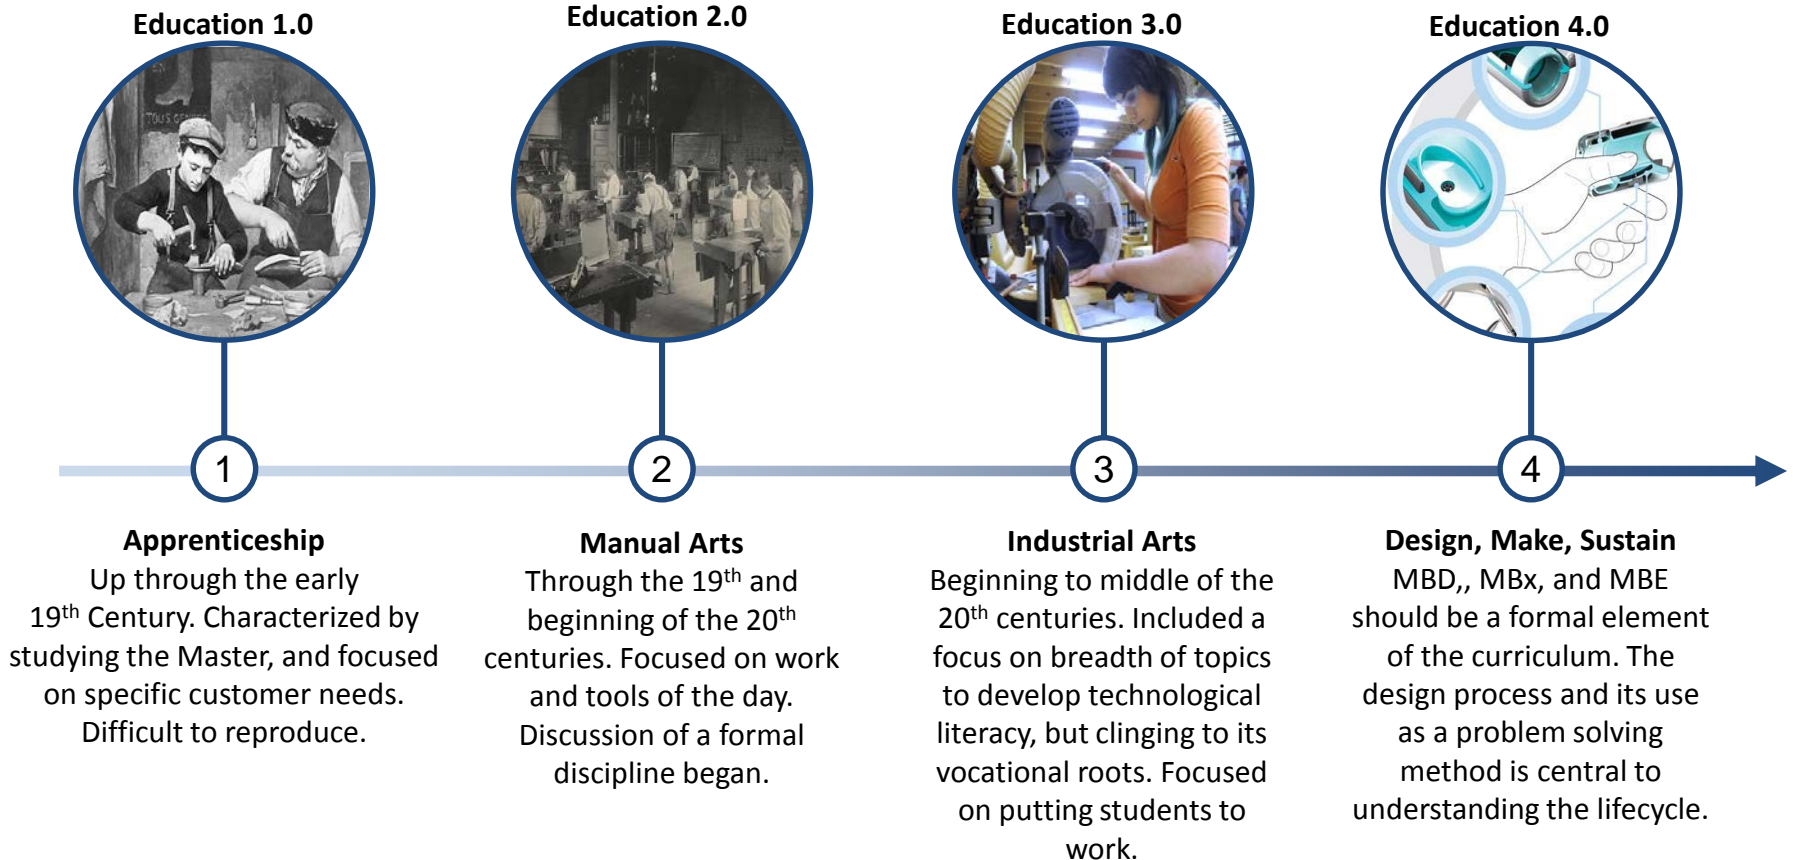 Education 1.0
Education 2.0
Education 3.0
Education 4.0
TOUS GENRES
1
2
3
4
Apprenticeship
Up through the early
19th Century. Characterized by
studying the Master, and focused
on specific customer needs.
Difficult to reproduce.
Manual Arts
Through the 19th and
beginning of the 20th
centuries. Focused on work
and tools of the day.
Discussion of a formal
discipline began.
Industrial Arts
Beginning to middle of the
20th centuries. Included a
focus on breadth of topics
to develop technological
literacy, but clinging to its
vocational roots. Focused
on putting students to
work.
Design, Make, Sustain
MBD,, MBx, and MBE
should be a formal element
of the curriculum. The
design process and its use
as a problem solving
method is central to
understanding the lifecycle.